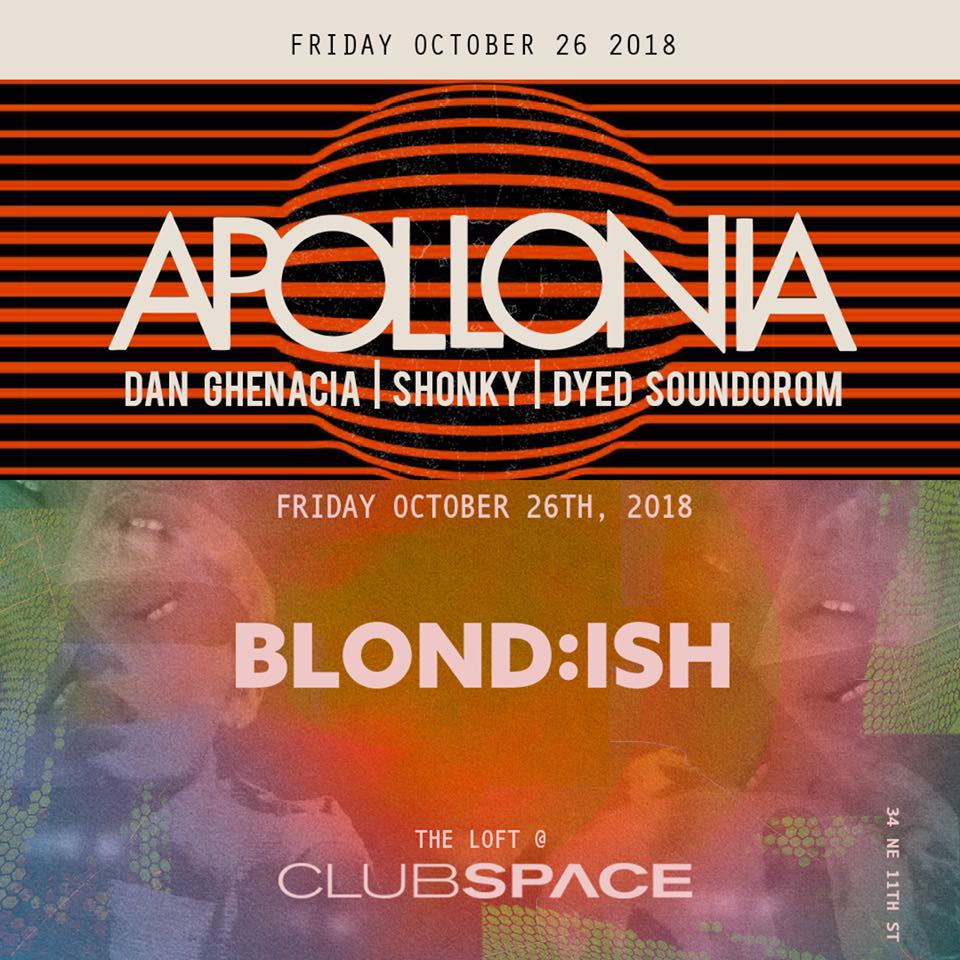 FRIDAY OCTOBER 26 2018
APOLLONIA
DAN GHENACIA | SHONKY | DYED SOUNDOROM
FRIDAY OCTOBER 26TH, 2018
BLOND:ISH
THE LOFT @
CLUBSPACE
34 NE 11TH ST